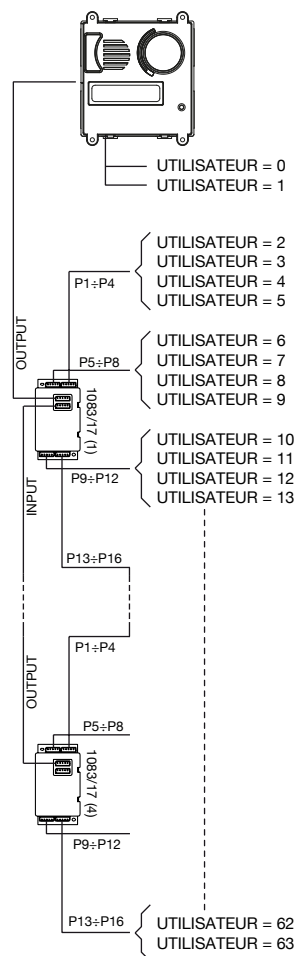 UTILISATEUR = 0
UTILISATEUR = 1
UTILISATEUR = 2
UTILISATEUR = 3
UTILISATEUR = 4
UTILISATEUR = 5
P1÷P4
OUTPUT
UTILISATEUR = 6
UTILISATEUR = 7
UTILISATEUR = 8
UTILISATEUR = 9
P5÷P8
1083/17 (1)
UTILISATEUR = 10
UTILISATEUR = 11
UTILISATEUR = 12
UTILISATEUR = 13
P9÷P12
INPUT
P13÷P16
P1÷P4
OUTPUT
P5÷P8
1083/17 (4)
P9÷P12
P13÷P16
UTILISATEUR = 62
UTILISATEUR = 63